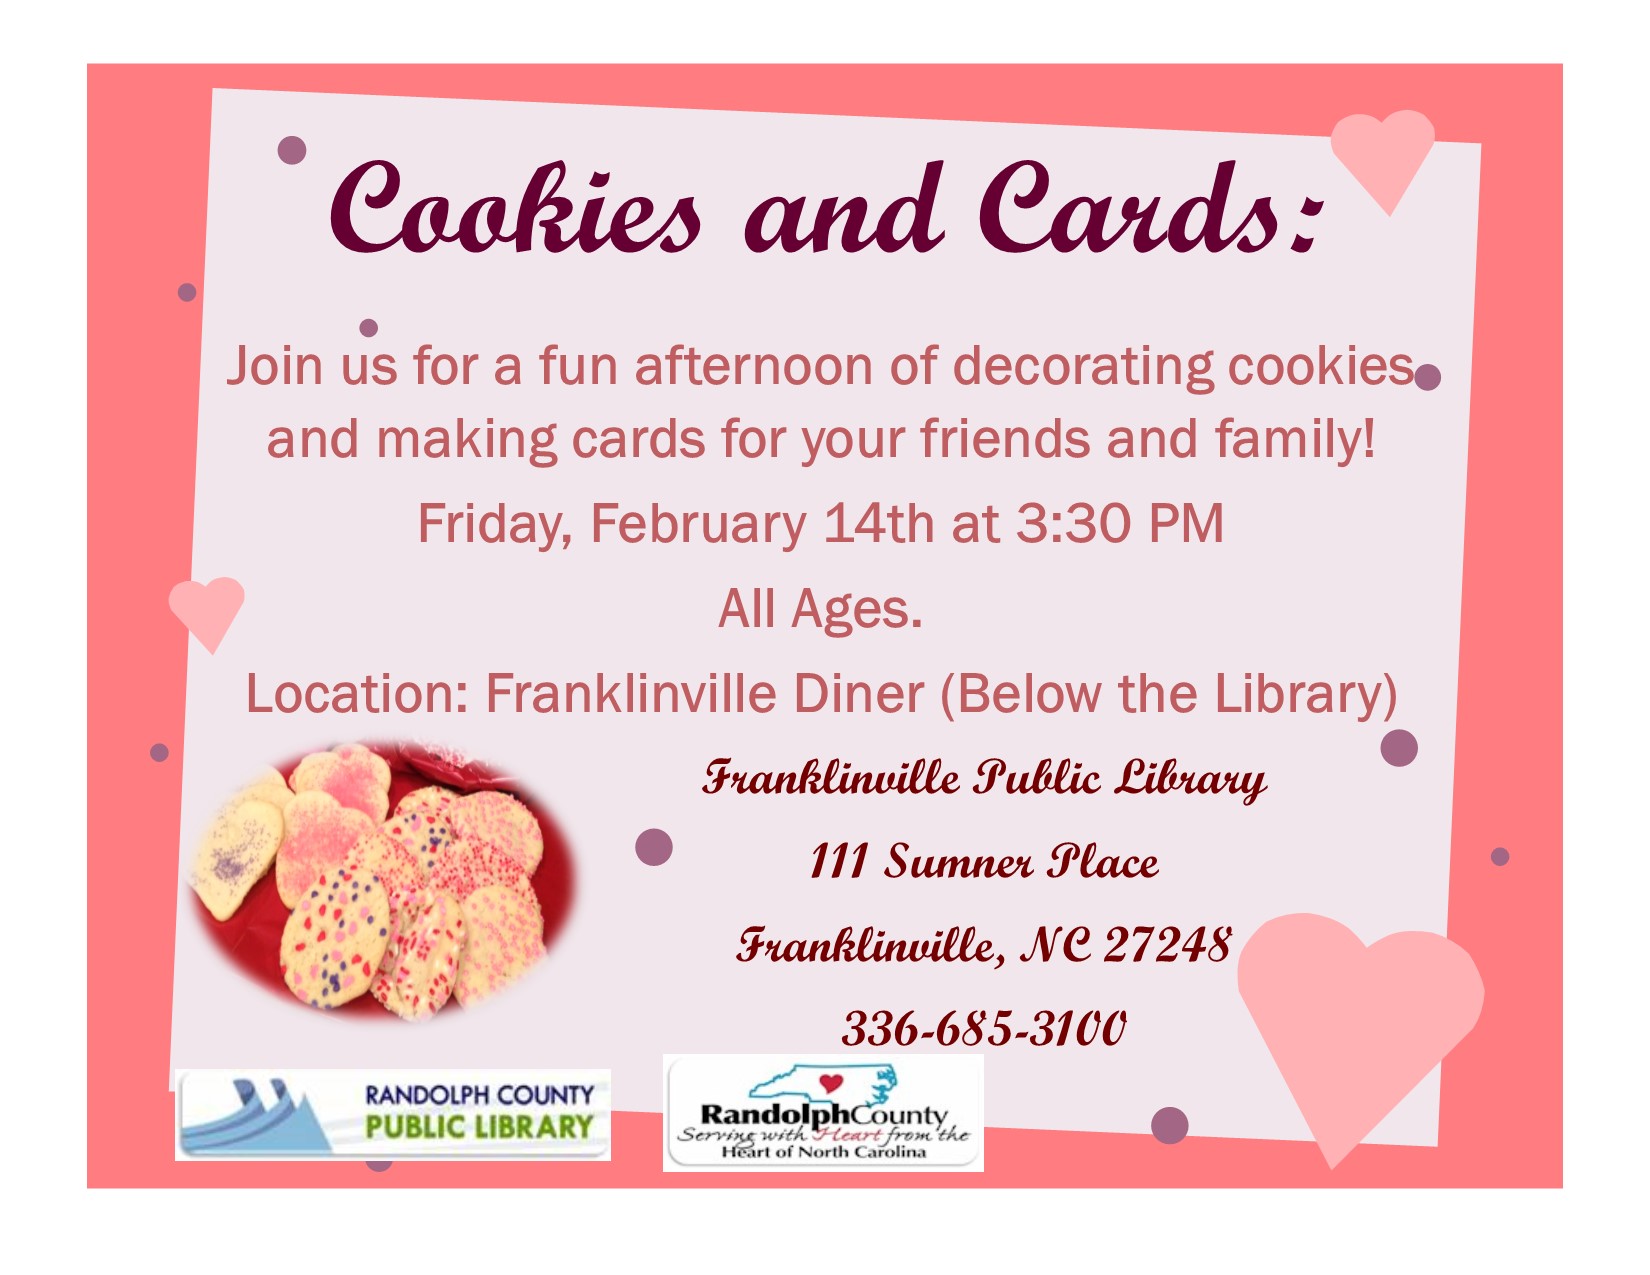 Cookies and Cards:
Join us for a fun afternoon of decorating cookies
and making cards for your friends and family!
Friday, February 14th at 3:30 PM
All Ages.
Location: Franklinville Diner (Below the Library)
Franklinville Public Library
111 Sumner Place
Franklinville, NC 27248
336-685-3100
RANDOLPH COUNTY
PUBLIC LIBRARY
RandolphCounty
Serving with Heart from the
Heart of North Carolina